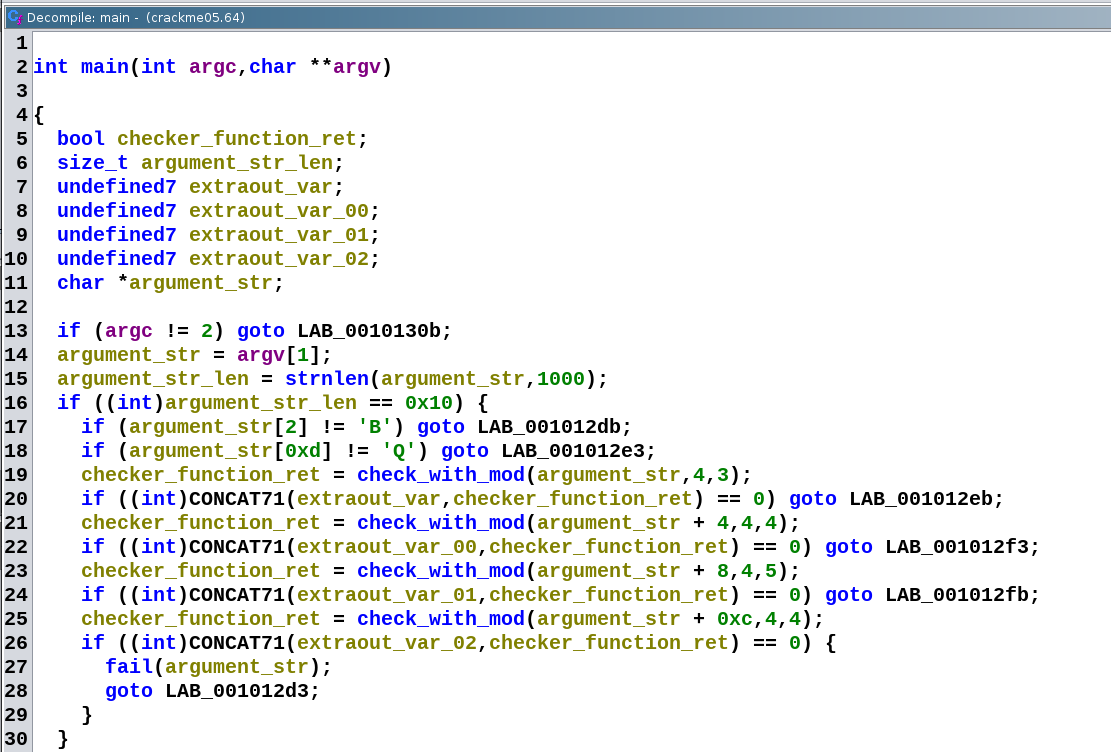 Decompile: main - (crackme05.64)
1
2 int main(int argc,char **argv)
3
4 {
5   bool checker_function_ret;
6   size_t argument_str_len;
7   undefined7 extraout_var;
8   undefined7 extraout_var_00;
9   undefined7 extraout_var_01;
10   undefined7 extraout_var_02;
11   char *argument_str;
12
13   if (argc != 2) goto LAB_0010130b;
14   argument_str = argv[1];
15   argument_str_len = strnlen(argument_str,1000);
16   if ((int)argument_str_len == 0x10) {
17     if (argument_str[2] != 'B') goto LAB_001012db;
18     if (argument_str[0xd] != 'Q') goto LAB_001012e3;
19     checker_function_ret = check_with_mod(argument_str,4,3);
20     if ((int)CONCAT71(extraout_var,checker_function_ret) == 0) goto LAB_001012eb;
21     checker_function_ret = check_with_mod(argument_str + 4,4,4);
22     if ((int)CONCAT71(extraout_var_00,checker_function_ret) == 0) goto LAB_001012f3;
23     checker_function_ret = check_with_mod(argument_str + 8,4,5);
24     if ((int)CONCAT71(extraout_var_01,checker_function_ret) == 0) goto LAB_001012fb;
25     checker_function_ret = check_with_mod(argument_str + 0xc,4,4);
26     if ((int)CONCAT71(extraout_var_02,checker_function_ret) == 0) {
27       fail(argument_str);
28       goto LAB_001012d3;
29     }
30   }